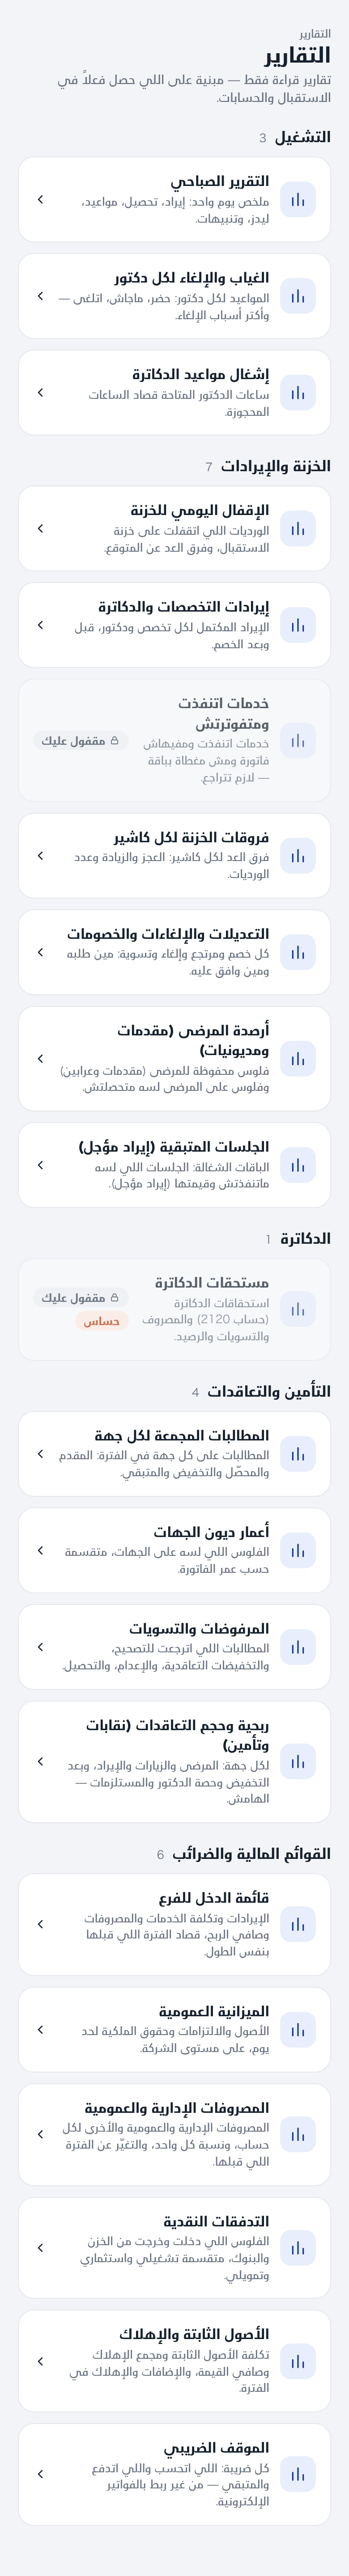 التقارير
التقارير
تقارير قراءة فقط — مبنية على اللي حصل فعلاً في
الاستقبال والحسابات.
التشغيل 3
التقرير الصباحي
ملخص يوم واحد: إيراد، تحصيل، مواعيد،
ليدز، وتنبيهات.
الغياب والإلغاء لكل دكتور
المواعيد لكل دكتور: حضر، ماجاش، اتلغى —
وأكتر أسباب الإلغاء.
إشغال مواعيد الدكاترة
ساعات الدكتور المتاحة قصاد الساعات
المحجوزة.
الخزنة والإيرادات 7
الإقفال اليومي للخزنة
الورديات اللي اتقفلت على خزنة
الاستقبال، وفرق العد عن المتوقع.
إيرادات التخصصات والدكاترة
الإيراد المكتمل لكل تخصص ودكتور، قبل
وبعد الخصم.
خدمات اتنفذت
ومتفوترتش
خدمات اتنفذت ومفيهاش
فاتورة ومش مغطاة بباقة
— لازم تتراجع.
مقفول عليك
فروقات الخزنة لكل كاشير
فرق العد لكل كاشير: العجز والزيادة وعدد
الورديات.
التعديلات والإلغاءات والخصومات
كل خصم ومرتجع وإلغاء وتسوية: مين طلبه
ومين وافق عليه.
أرصدة المرضى (مقدمات
ومديونيات)
فلوس محفوظة للمرضى (مقدمات وعرابين)
وفلوس على المرضى لسه متحصلتش.
الجلسات المتبقية (إيراد مؤجل)
الباقات الشغالة: الجلسات اللي لسه
ماتنفذتش وقيمتها (إيراد مؤجل).
الدكاترة 1
مستحقات الدكاترة
استحقاقات الدكاترة
(حساب 2120) والمصروف
والتسويات والرصيد.
مقفول عليك
حساس
التأمين والتعاقدات 4
المطالبات المجمعة لكل جهة
المطالبات على كل جهة في الفترة: المقدم
والمحصّل والتخفيض والمتبقي.
أعمار ديون الجهات
الفلوس اللي لسه على الجهات، متقسمة
حسب عمر الفاتورة.
المرفوضات والتسويات
المطالبات اللي اترجعت للتصحيح،
والتخفيضات التعاقدية، والإعدام، والتحصيل.
ربحية وحجم التعاقدات (نقابات
وتأمين)
لكل جهة: المرضى والزيارات والإيراد، وبعد
التخفيض وحصة الدكتور والمستلزمات —
الهامش.
القوائم المالية والضرائب 6
قائمة الدخل للفرع
الإيرادات وتكلفة الخدمات والمصروفات
وصافي الربح، قصاد الفترة اللي قبلها
بنفس الطول.
الميزانية العمومية
الأصول والالتزامات وحقوق الملكية لحد
يوم، على مستوى الشركة.
المصروفات الإدارية والعمومية
المصروفات الإدارية والعمومية والأخرى لكل
حساب، ونسبة كل واحد، والتغيّر عن الفترة
اللي قبلها.
التدفقات النقدية
الفلوس اللي دخلت وخرجت من الخزن
والبنوك، متقسمة تشغيلي واستثماري
وتمويلي.
الأصول الثابتة والإهلاك
تكلفة الأصول الثابتة ومجمع الإهلاك
وصافي القيمة، والإضافات والإهلاك في
الفترة.
الموقف الضريبي
كل ضريبة: اللي اتحسب واللي اتدفع
والمتبقي — من غير ربط بالفواتير
الإلكترونية.